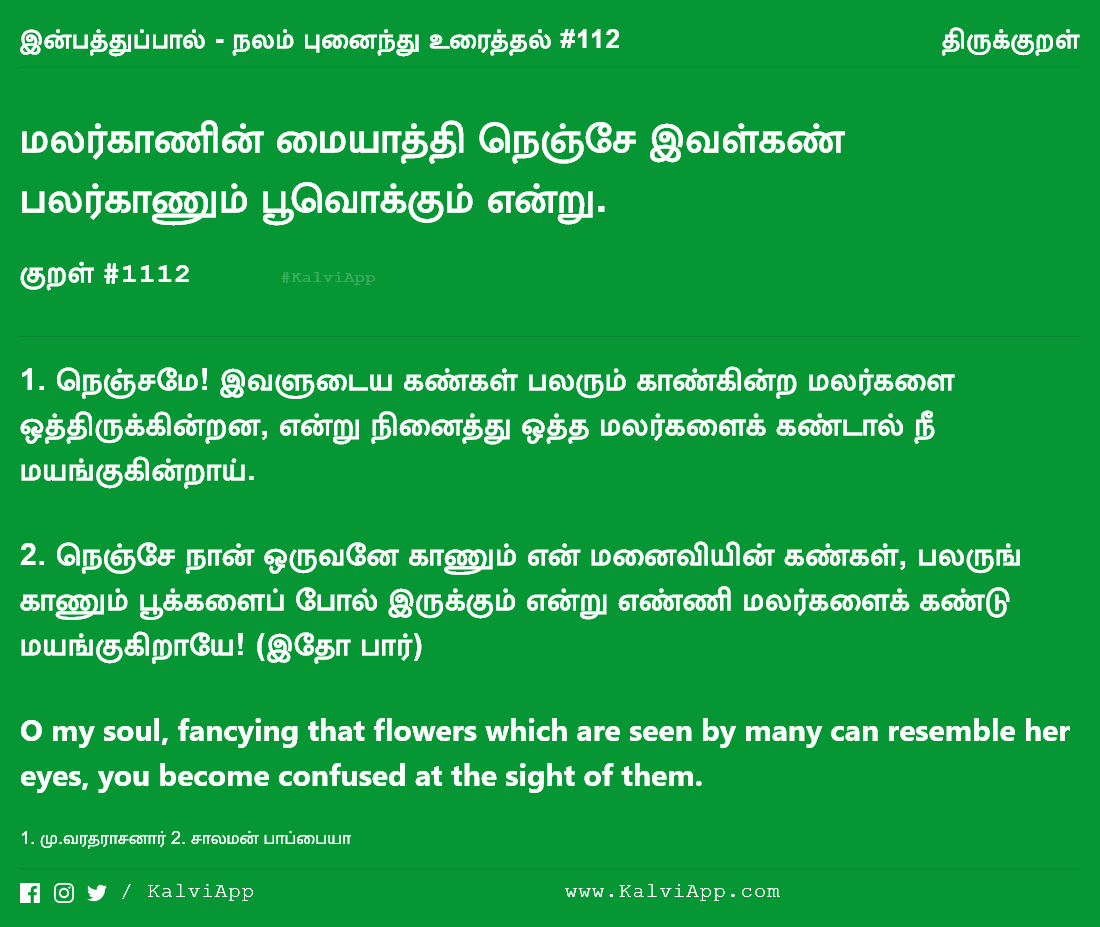 இன்பத்துப்பால் - நலம் புனைந்து உரைத்தல் #112
திருக்குறள்
மலர்காணின் மையாத்தி நெஞ்சே இவள்கண்
பலர்காணும் பூவொக்கும் என்று.
குறள் #1112
#KalviApp
1. நெஞ்சமே! இவளுடைய கண்கள் பலரும் காண்கின்ற மலர்களை
ஒத்திருக்கின்றன, என்று நினைத்து ஒத்த மலர்களைக் கண்டால் நீ
மயங்குகின்றாய்.
2. நெஞ்சே நான் ஒருவனே காணும் என் மனைவியின் கண்கள், பலருங்
காணும் பூக்களைப் போல் இருக்கும் என்று எண்ணி மலர்களைக் கண்டு
மயங்குகிறாயே! (இதோ பார்)
O my soul, fancying that flowers which are seen by many can resemble her
eyes, you become confused at the sight of them.
1. மு.வரதராசனார் 2. சாலமன் பாப்பையா
/ KalviApp
www.KalviApp.com